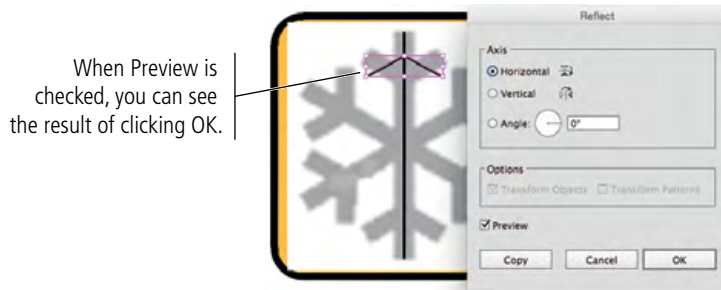 When Preview is
checked, you can see
the result of clicking OK.
Reflect
Axis
Horizontal
Vertical
Angle: 0°
Options
Transform Objects Transform Patterns
Preview
Copy Cancel OK